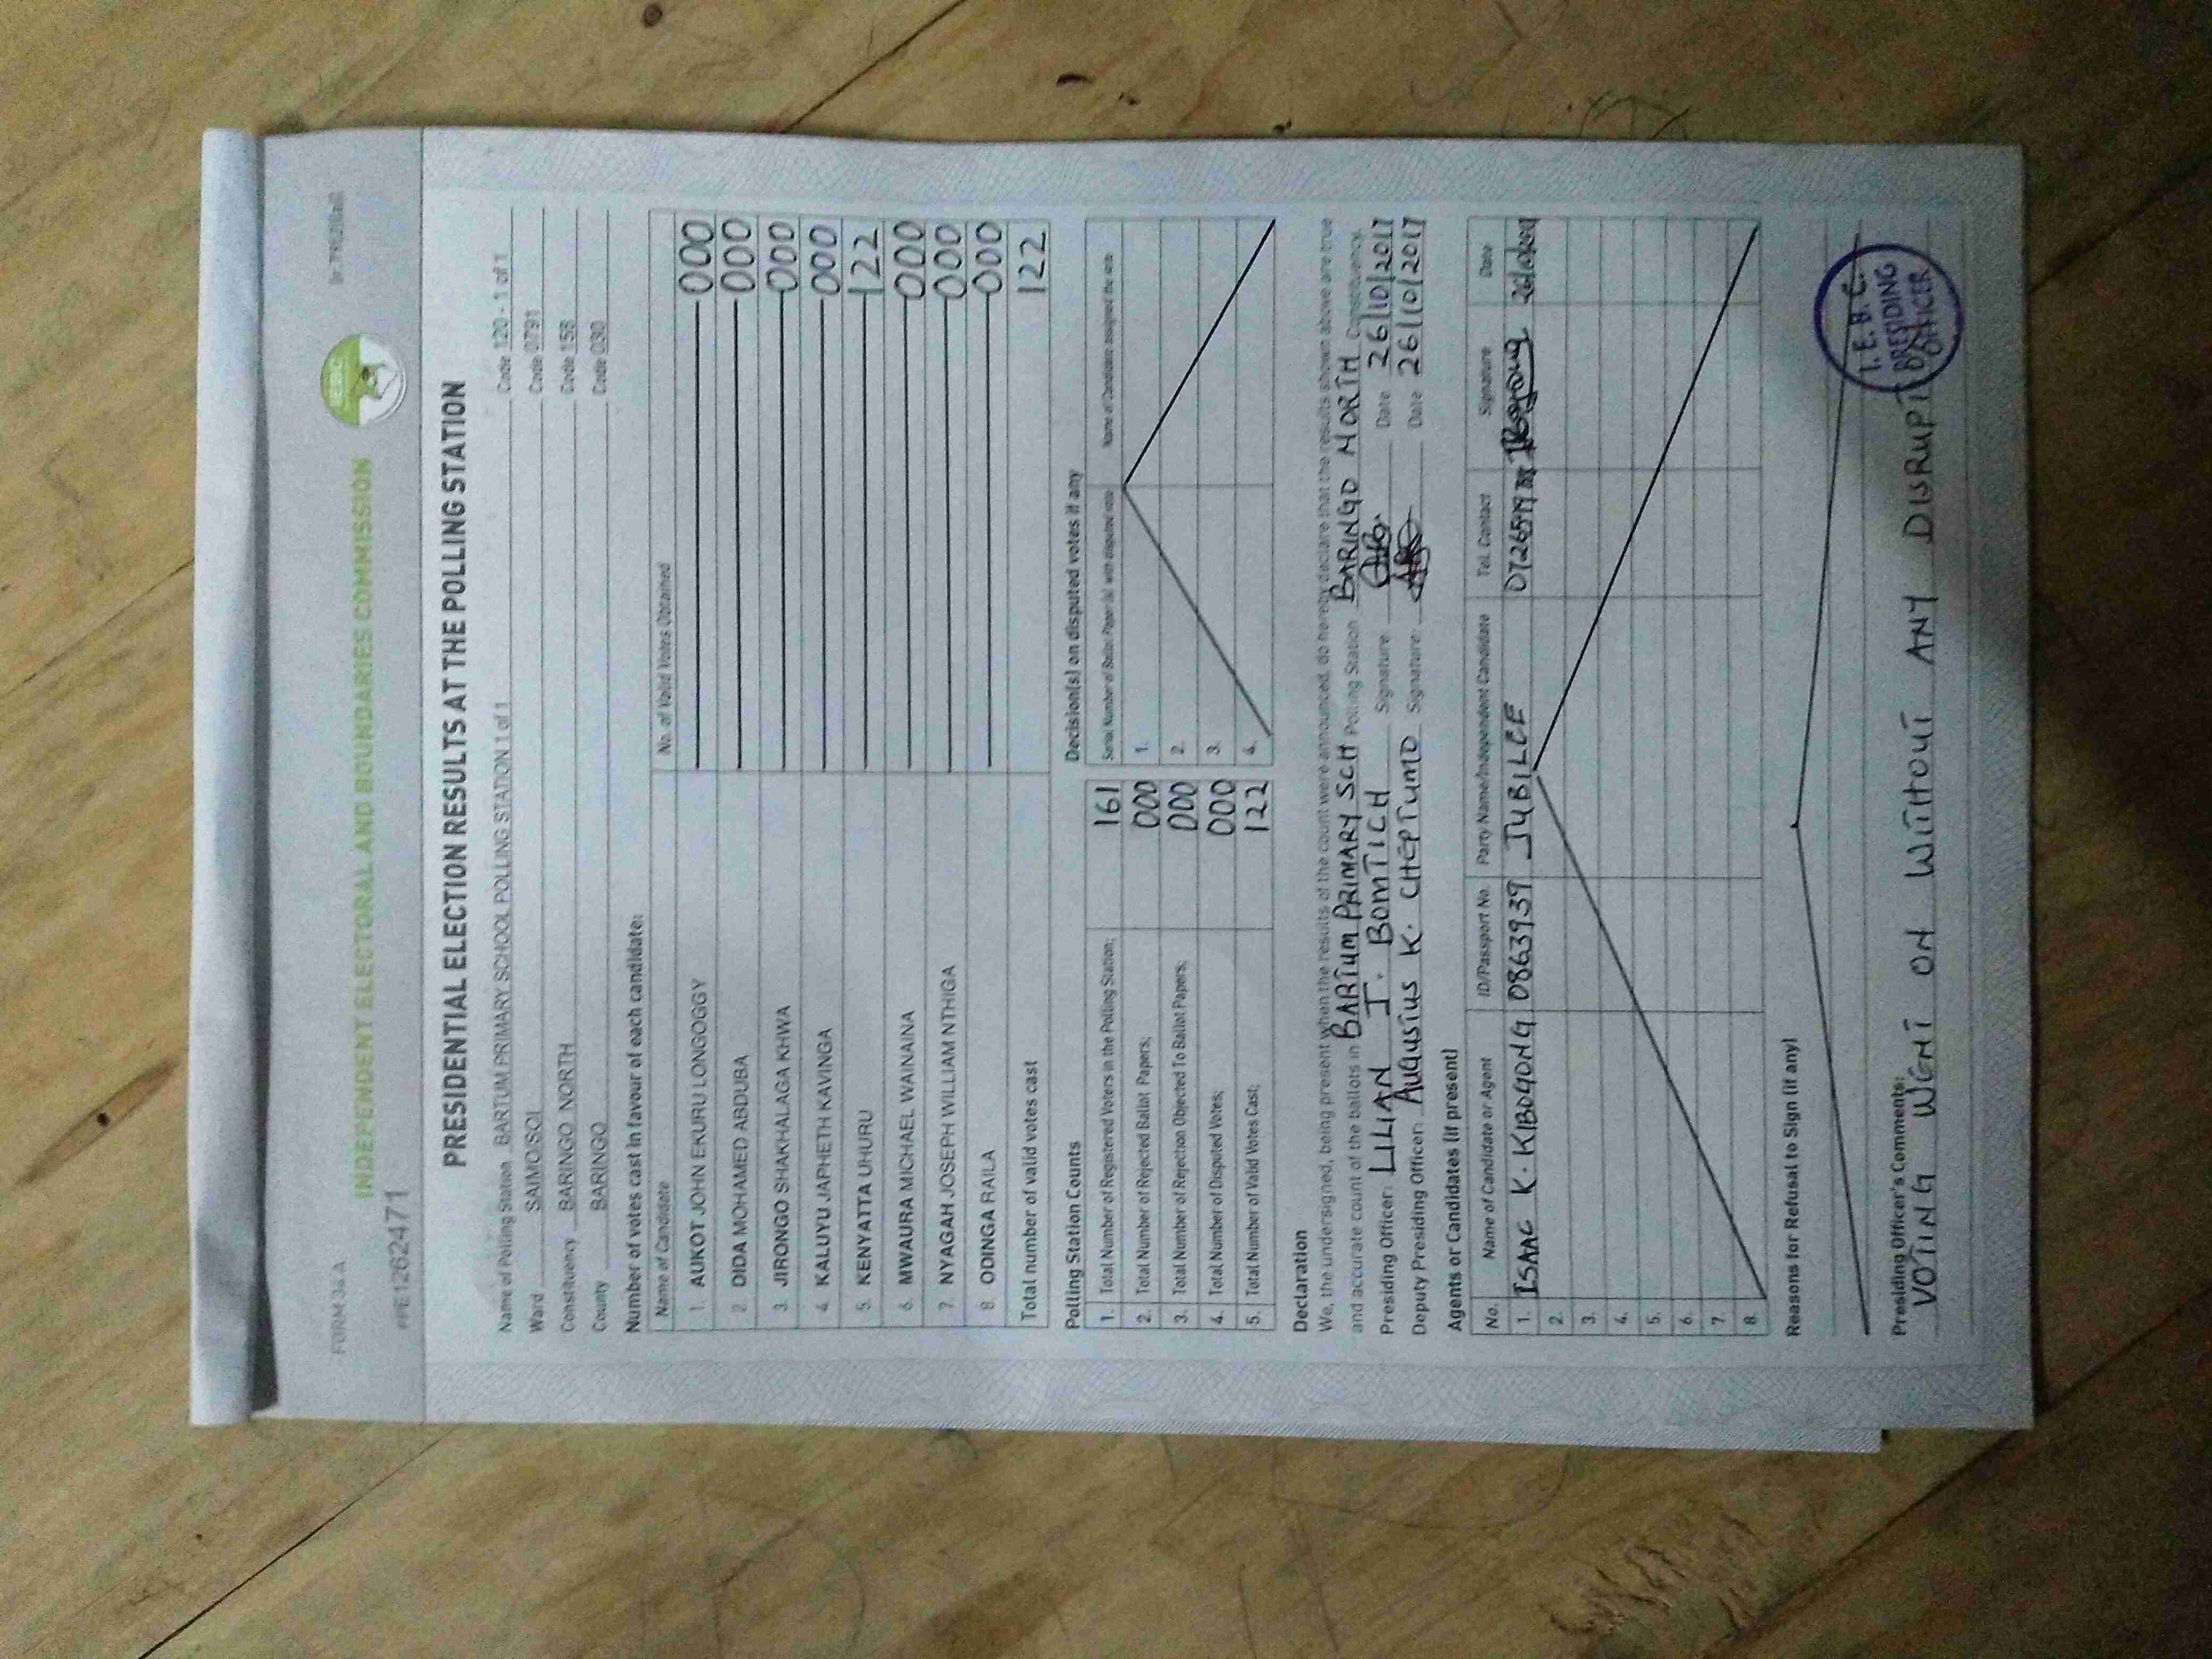 FORM 34 A
INDEPENDENT ELECTORAL AND BOUNDARIES COMMISSION
#PE1262471
IEBC
PRESIDENTIAL ELECTION RESULTS AT THE POLLING STATION
Name of Polling Station BARTUM PRIMARY SCHOOL POLLING STATION 1 of 1 Code 120 - 1 of 1
Ward SAIMO/SOI Code 0791
Constituency BARINGO NORTH Code 158
County BARINGO Code 030
Number of votes cast in favour of each candidate:
Name of Candidate No. of Valid Votes Obtained
1. AUKOT JOHN EKURU LONGOGGY 000
2. DIDA MOHAMED ABDUBA 000
3. JIRONGO SHAKHALAGA KHWA 000
4. KALUYU JAPHETH KAVINGA 000
5. KENYATTA UHURU 122
6. MWAURA MICHAEL WAINAINA 000
7. NYAGAH JOSEPH WILLIAM NTHIGA 000
8. ODINGA RAILA 000
Total number of valid votes cast 122
Polling Station Counts
1. Total Number of Registered Voters in the Polling Station; 161
2. Total Number of Rejected Ballot Papers; 000
3. Total Number of Rejection Objected To Ballot Papers; 000
4. Total Number of Disputed Votes; 000
5. Total Number of Valid Votes Cast; 122
Decision(s) on disputed votes if any
Serial Number of Ballot Paper (s) with disputed vote Name of Candidate assigned the vote
1.
2.
3.
4.
Declaration
We, the undersigned, being present when the results of the count were announced, do hereby declare that the results shown above are true
and accurate count of the ballots in BARTUM PRIMARY SCH Polling Station BARINGO NORTH Constituency.
Presiding Officer: LILIAN J. BOMTICH Signature Date 26/10/2017
Deputy Presiding Officer: AUGUSTUS K. CHEPTUMO Signature: Date 26/10/2017
Agents or Candidates (if present)
No. Name of Candidate or Agent ID/Passport No. Party Name/Independent Candidate Tel. Contact Signature Date
1. ISAAC K. KIBOGONG 0863939 JUBILEE
2.
3.
4.
5.
6.
7.
8.
Reasons for Refusal to Sign (if any)
Presiding Officer's Comments:
VOTING WENT ON WITHOUT ANY
I.E.B.C.
PRESIDING
OFFICER